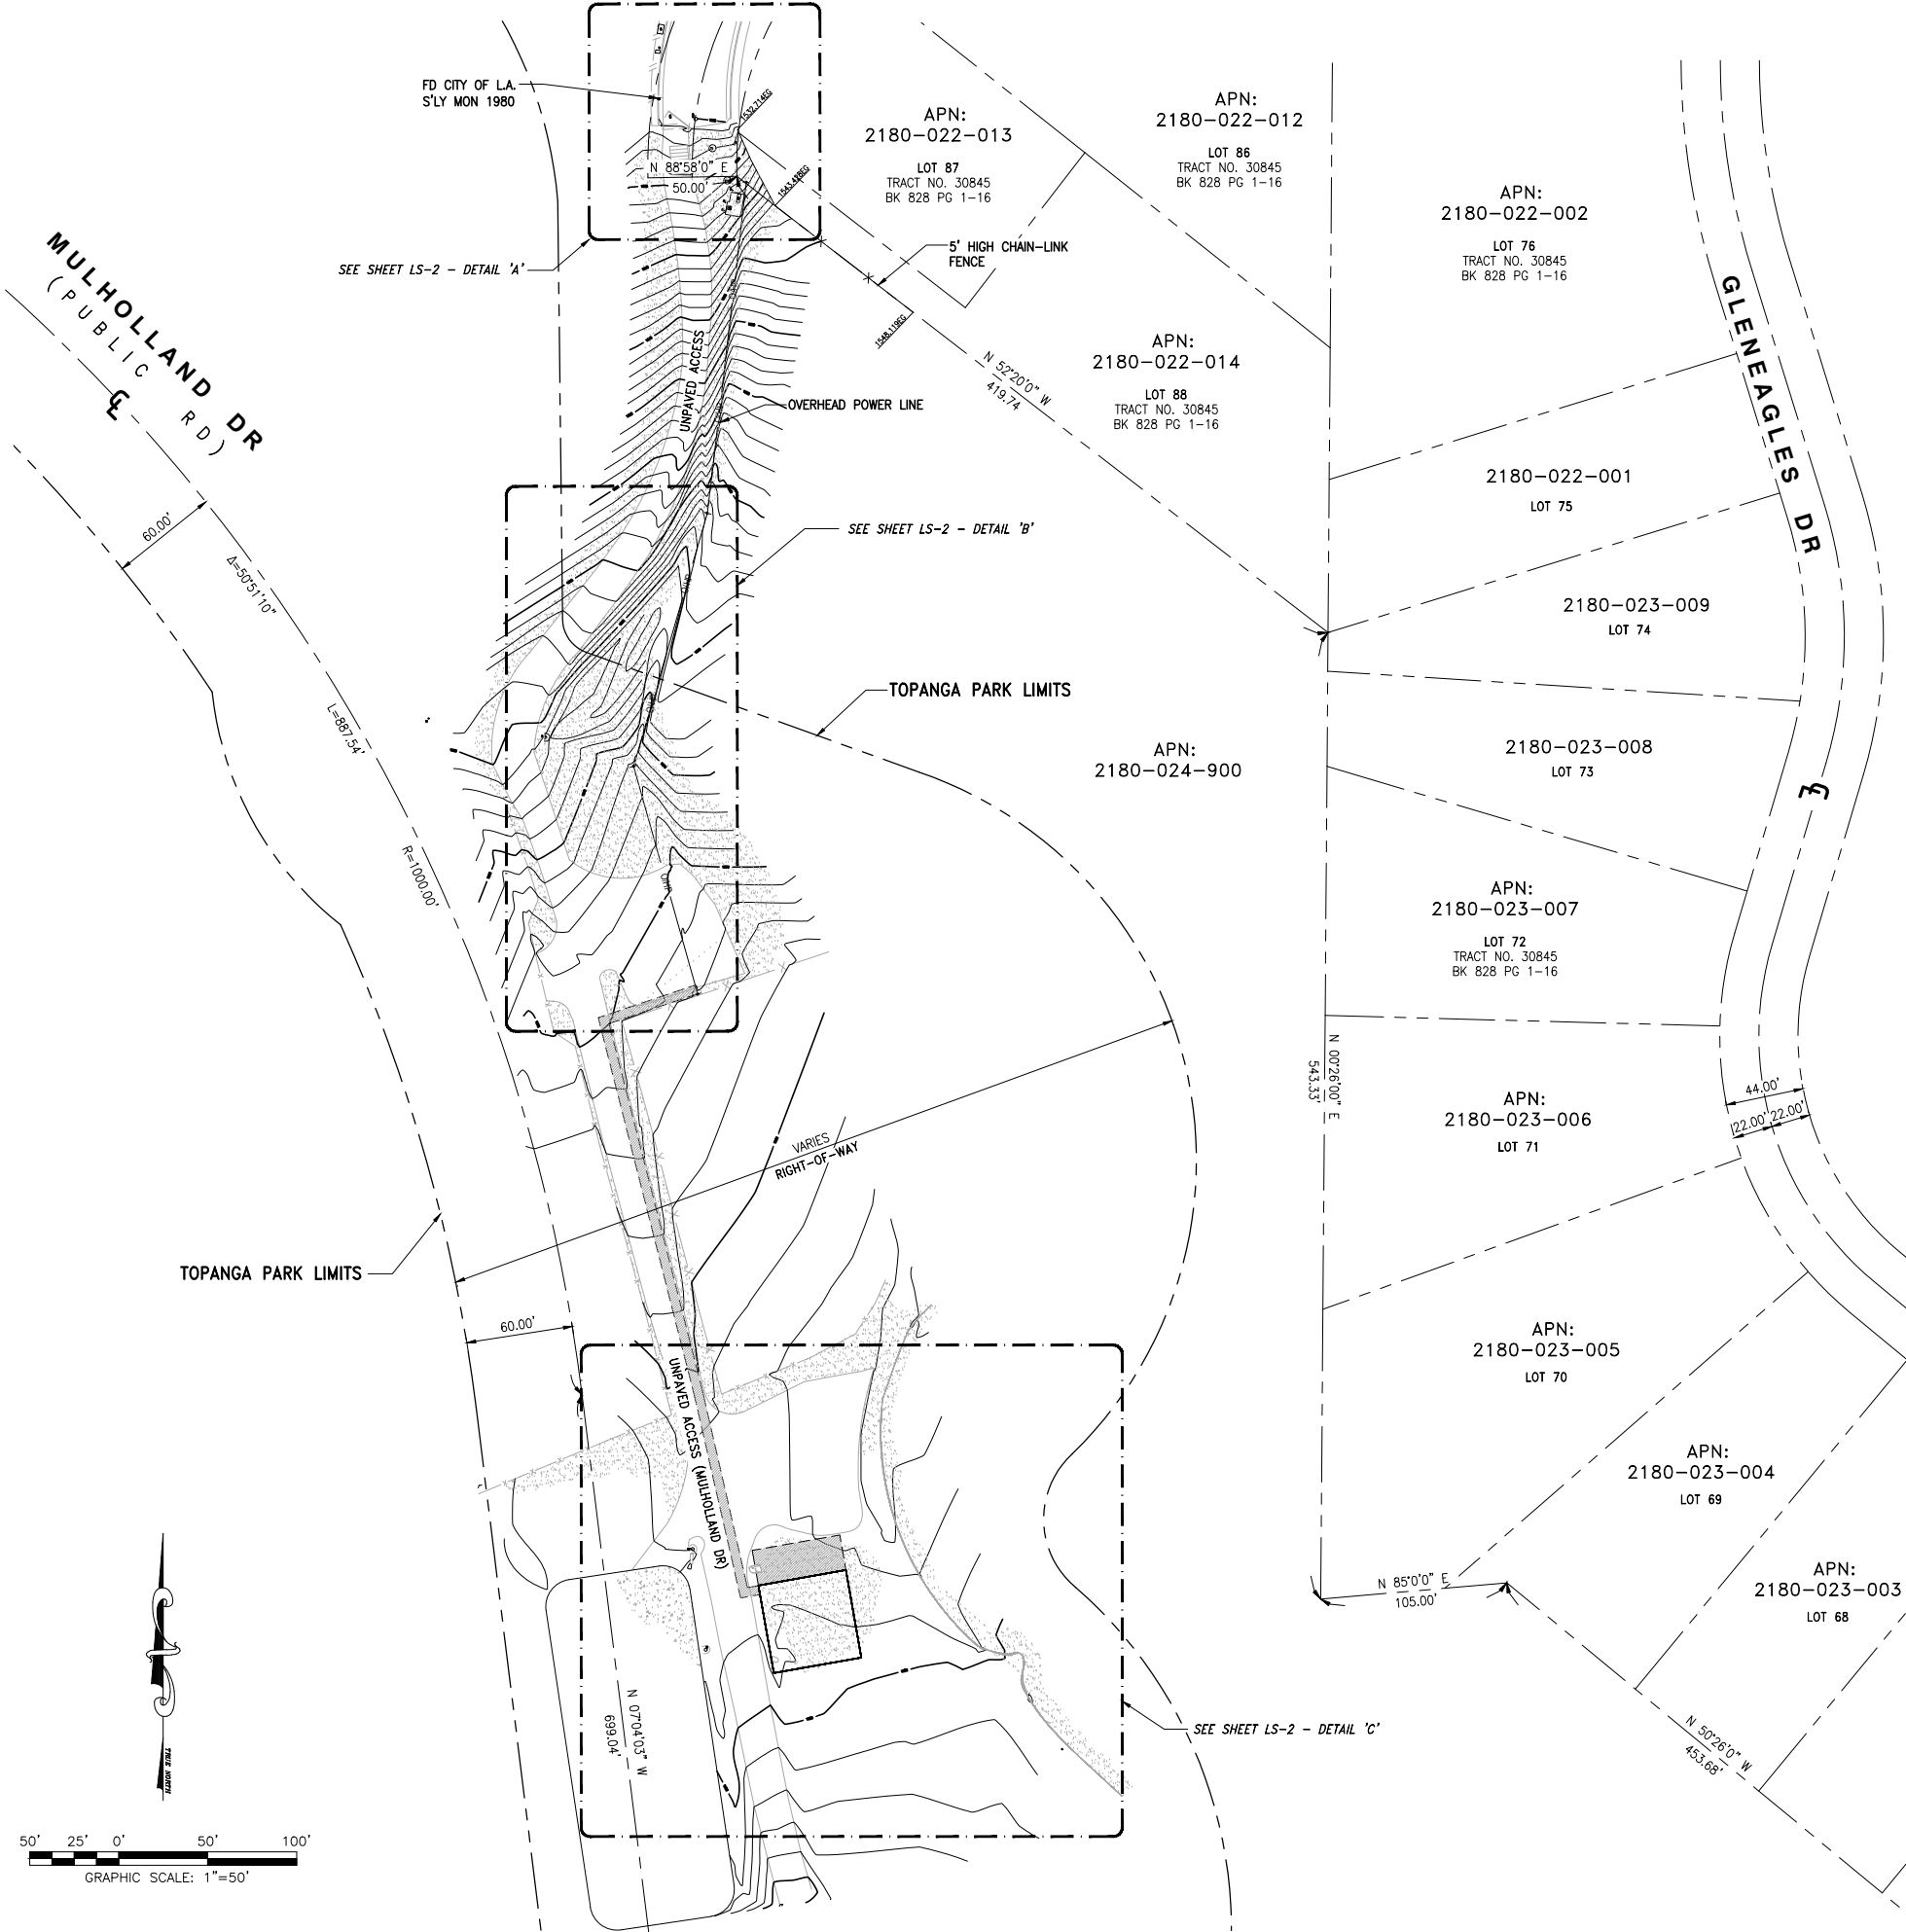 FD CITY OF L.A.
S'LY MON 1980
1532.714EG
APN:
2180-022-013
LOT 87
TRACT NO. 30845
BK 828 PG 1-16
APN:
2180-022-012
LOT 86
TRACT NO. 30845
BK 828 PG 1-16
APN:
2180-022-002
LOT 76
TRACT NO. 30845
BK 828 PG 1-16
N 88°58'0" E
50.00'
1543.428EG
5' HIGH CHAIN-LINK
FENCE
SEE SHEET LS-2 - DETAIL 'A'
MULHOLLAND DR
(PUBLIC RD)
℄
GLENEAGLES DR
1548.119EG
UNPAVED ACCESS
OVERHEAD POWER LINE
APN:
2180-022-014
LOT 88
TRACT NO. 30845
BK 828 PG 1-16
N 52°20'0" W
419.74
2180-022-001
LOT 75
60.00'
Δ=50°51'10"
SEE SHEET LS-2 - DETAIL 'B'
2180-023-009
LOT 74
TOPANGA PARK LIMITS
L=887.54'
APN:
2180-024-900
2180-023-008
LOT 73
℄
R=1000.00'
OHP
APN:
2180-023-007
LOT 72
TRACT NO. 30845
BK 828 PG 1-16
N 00°26'00" E
543.33'
44.00'
22.00'
22.00'
APN:
2180-023-006
LOT 71
VARIES
RIGHT-OF-WAY
TOPANGA PARK LIMITS
60.00'
UNPAVED ACCESS (MULHOLLAND DR)
APN:
2180-023-005
LOT 70
APN:
2180-023-004
LOT 69
N 85°0'0" E
105.00'
APN:
2180-023-003
LOT 68
N 07°04'03" W
699.04'
SEE SHEET LS-2 - DETAIL 'C'
N 50°26'0" W
453.68'
TRUE NORTH
50' 25' 0' 50' 100'
GRAPHIC SCALE: 1"=50'